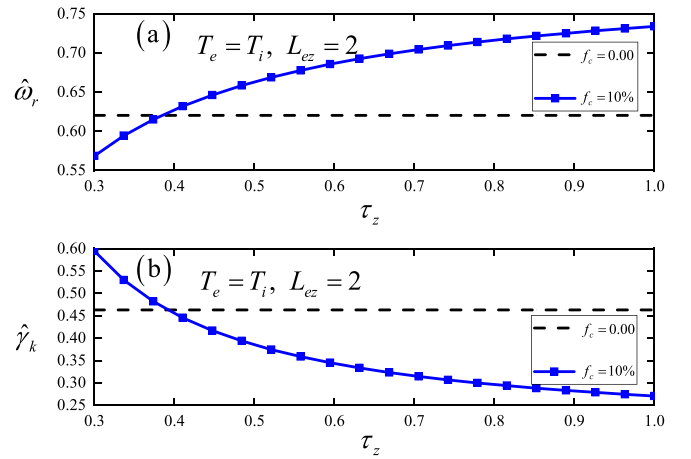 0.75
(a) T_e = T_i, L_ez = 2
0.70
f_c = 0.00
ω̂_r
0.65
f_c = 10%
0.60
0.55
0.3 0.4 0.5 0.6 0.7 0.8 0.9 1.0
τ_z
0.60
(b) T_e = T_i, L_ez = 2
0.55
0.50
0.45
f_c = 0.00
γ̂_k
0.40
0.35
f_c = 10%
0.30
0.25
0.3 0.4 0.5 0.6 0.7 0.8 0.9 1.0
τ_z